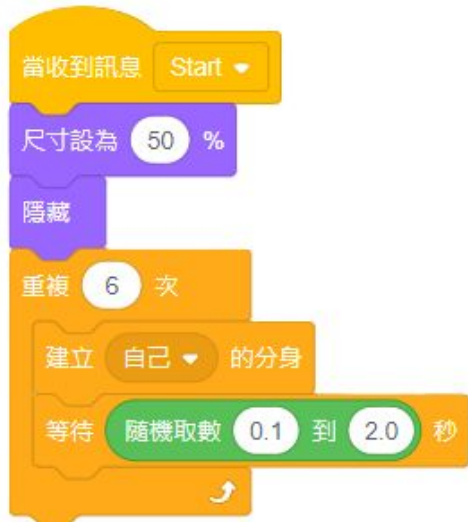 當收到訊息 Start
尺寸設為 50 %
隱藏
重複 6 次
建立 自己 的分身
等待 隨機取數 0.1 到 2.0 秒